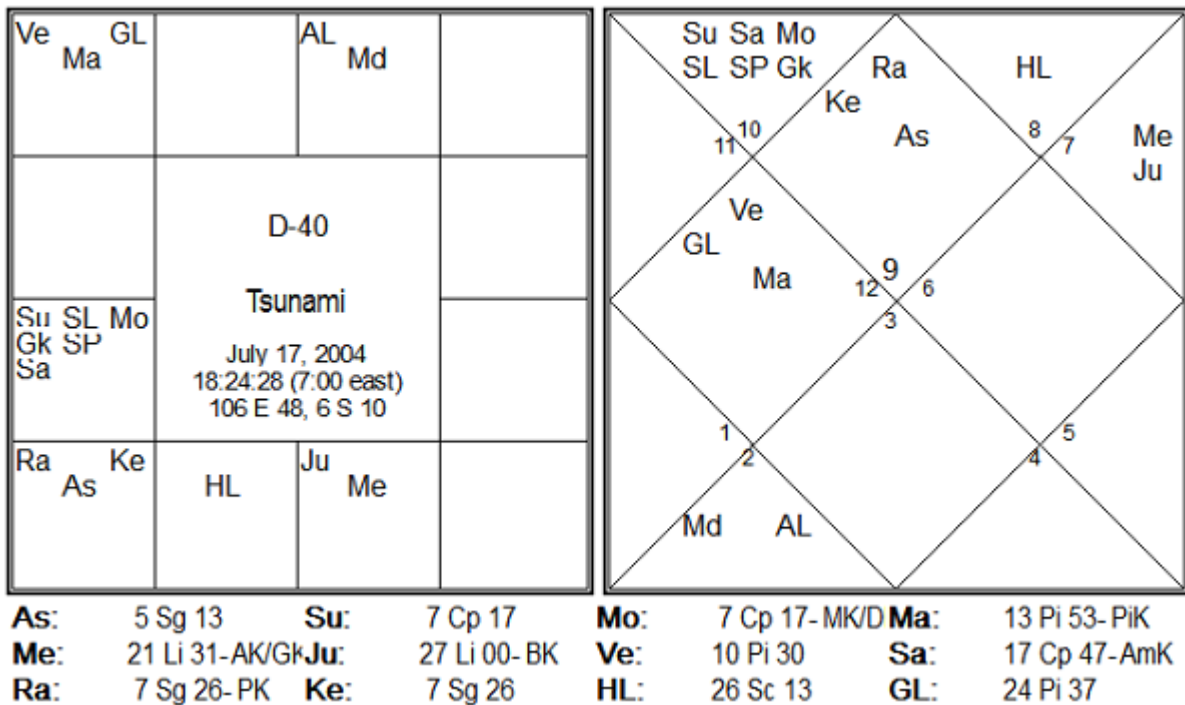 Ve GL
Ma
AL
Md
D-40
Tsunami
July 17, 2004
18:24:28 (7:00 east)
106 E 48, 6 S 10
Su SL Mo
Gk SP
Sa
Ra Ke
As
HL
Ju
Me
Su Sa Mo
SL SP Gk
Ra
Ke
As
HL
10
11
8
7
Me
Ju
Ve
GL
Ma
9
12
6
3
1
2
5
4
Md AL
As: 5 Sg 13 Su: 7 Cp 17 Mo: 7 Cp 17-MK/D Ma: 13 Pi 53-PiK
Me: 21 Li 31-AK/GK Ju: 27 Li 00-BK Ve: 10 Pi 30 Sa: 17 Cp 47-AmK
Ra: 7 Sg 26-PK Ke: 7 Sg 26 HL: 26 Sc 13 GL: 24 Pi 37